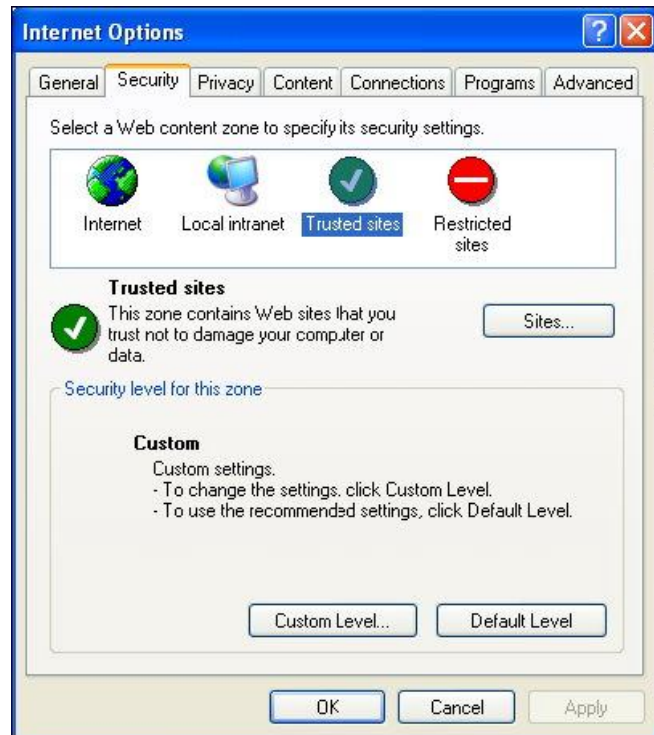 Internet Options
General Security Privacy Content Connections Programs Advanced
Select a Web content zone to specify its security settings.
Internet Local intranet Trusted sites Restricted
sites
Trusted sites
This zone contains Web sites that you
trust not to damage your computer or
data.
Sites...
Security level for this zone
Custom
Custom settings.
- To change the settings, click Custom Level.
- To use the recommended settings, click Default Level.
Custom Level... Default Level
OK Cancel Apply